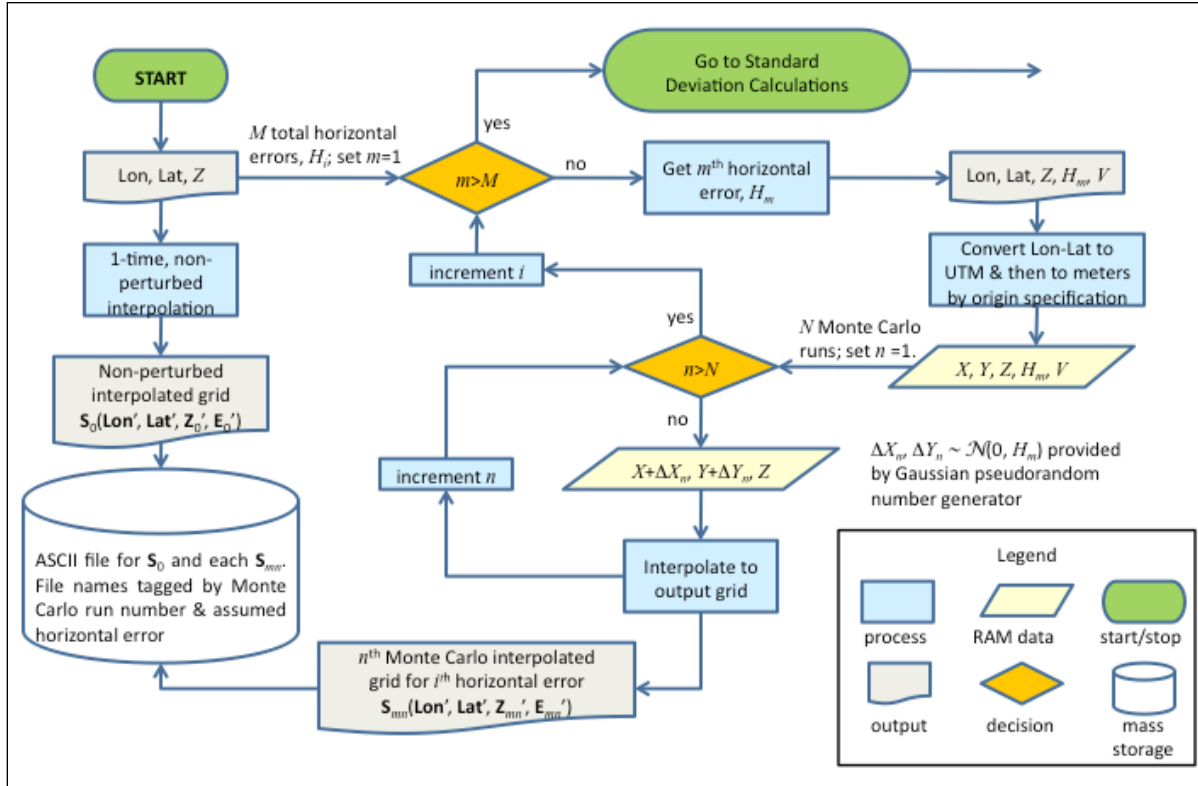 START
Go to Standard
Deviation Calculations
yes
M total horizontal
errors, Hᵢ; set m=1
Lon, Lat, Z
m>M
no
Get mᵗʰ horizontal
error, Hₘ
Lon, Lat, Z, Hₘ, V
1-time, non-
perturbed
interpolation
increment i
Convert Lon-Lat to
UTM & then to meters
by origin specification
yes
N Monte Carlo
runs; set n =1.
Non-perturbed
interpolated grid
S₀(Lon′, Lat′, Z₀′, E₀′)
n>N
X, Y, Z, Hₘ, V
no
increment n
X+ΔXₙ, Y+ΔYₙ, Z
ΔXₙ, ΔYₙ ~ 𝒩(0, Hₘ) provided
by Gaussian pseudorandom
number generator
ASCII file for S₀ and each Sₘₙ.
File names tagged by Monte
Carlo run number & assumed
horizontal error
Interpolate to
output grid
nᵗʰ Monte Carlo interpolated
grid for iᵗʰ horizontal error
Sₘₙ(Lon′, Lat′, Zₘₙ′, Eₘₙ′)
Legend
process
RAM data
start/stop
output
decision
mass
storage